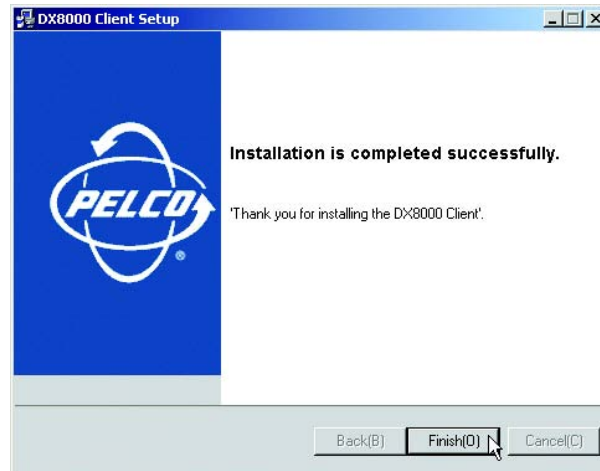 DX8000 Client Setup
PELCO
®
Installation is completed successfully.
'Thank you for installing the DX8000 Client'.
Back(B)
Finish(O)
Cancel(C)